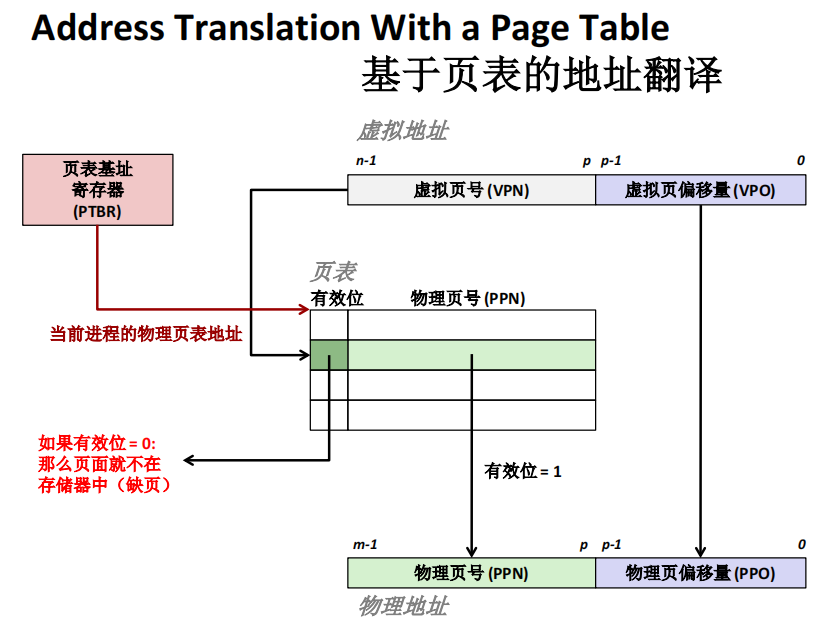 Address Translation With a Page Table
基于页表的地址翻译
虚拟地址
n-1 p p-1 0
页表基址
寄存器
(PTBR)
虚拟页号 (VPN) 虚拟页偏移量 (VPO)
页表
有效位 物理页号 (PPN)
当前进程的物理页表地址
如果有效位 = 0:
那么页面就不在
存储器中（缺页）
有效位 = 1
m-1 p p-1 0
物理页号 (PPN) 物理页偏移量 (PPO)
物理地址